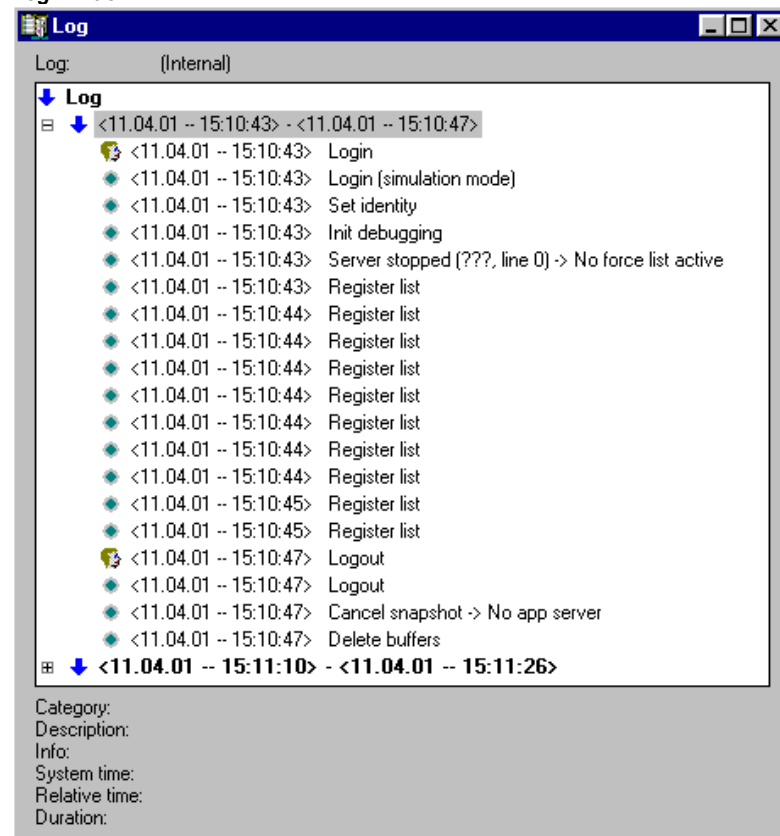 Log
Log: (Internal)
Log
<11.04.01 -- 15:10:43> - <11.04.01 -- 15:10:47>
<11.04.01 -- 15:10:43> Login
<11.04.01 -- 15:10:43> Login (simulation mode)
<11.04.01 -- 15:10:43> Set identity
<11.04.01 -- 15:10:43> Init debugging
<11.04.01 -- 15:10:43> Server stopped (???, line 0) -> No force list active
<11.04.01 -- 15:10:43> Register list
<11.04.01 -- 15:10:44> Register list
<11.04.01 -- 15:10:44> Register list
<11.04.01 -- 15:10:44> Register list
<11.04.01 -- 15:10:44> Register list
<11.04.01 -- 15:10:44> Register list
<11.04.01 -- 15:10:44> Register list
<11.04.01 -- 15:10:44> Register list
<11.04.01 -- 15:10:45> Register list
<11.04.01 -- 15:10:45> Register list
<11.04.01 -- 15:10:47> Logout
<11.04.01 -- 15:10:47> Logout
<11.04.01 -- 15:10:47> Cancel snapshot -> No app server
<11.04.01 -- 15:10:47> Delete buffers
<11.04.01 -- 15:11:10> - <11.04.01 -- 15:11:26>
Category:
Description:
Info:
System time:
Relative time:
Duration: